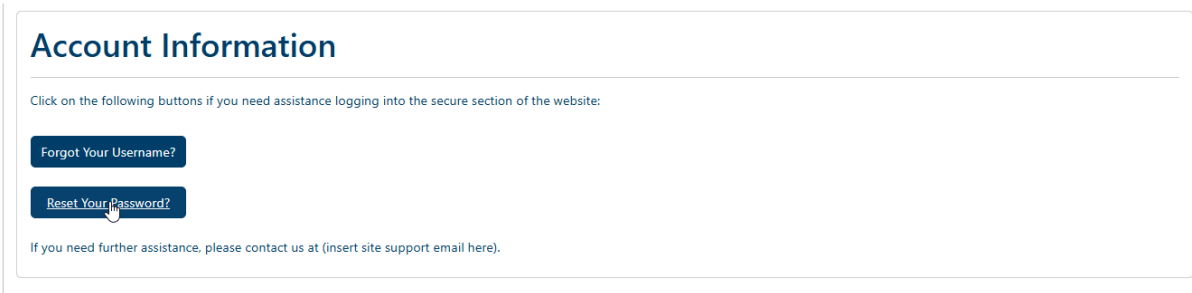 Account Information
Click on the following buttons if you need assistance logging into the secure section of the website:
Forgot Your Username?
Reset Your Password?
If you need further assistance, please contact us at (insert site support email here).